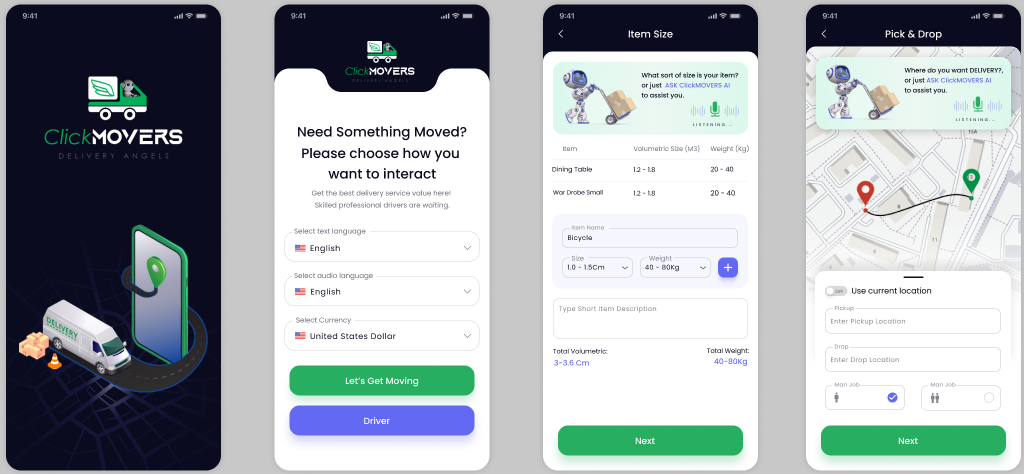 9:41
ClickMOVERS
DELIVERY ANGELS
DELIVERY
9:41
ClickMOVERS
DELIVERY ANGELS
Need Something Moved?
Please choose how you
want to interact
Get the best delivery service value here!
Skilled professional drivers are waiting.
Select text language
English
Select audio language
English
Select Currency
United States Dollar
Let's Get Moving
Driver
9:41
Item Size
What sort of size is your item?
or just ASK ClickMOVERS AI
to assist you.
LISTENING...
Item Volumetric Size (M3) Weight (Kg)
Dining Table 1.2 - 1.8 20 - 40
War Drobe Small 1.2 - 1.8 20 - 40
Item Name
Bicycle
Size Weight
1.0 - 1.5Cm 40 - 80Kg
Type Short Item Description
Total Volumetric: Total Weight:
3-3.6 Cm 40-80Kg
Next
9:41
Pick & Drop
Where do you want DELIVERY?,
or just ASK ClickMOVERS AI
to assist you.
LISTENING...
15A
11
Use current location
Pickup
Enter Pickup Location
Drop
Enter Drop Location
Man Job Man Job
Next